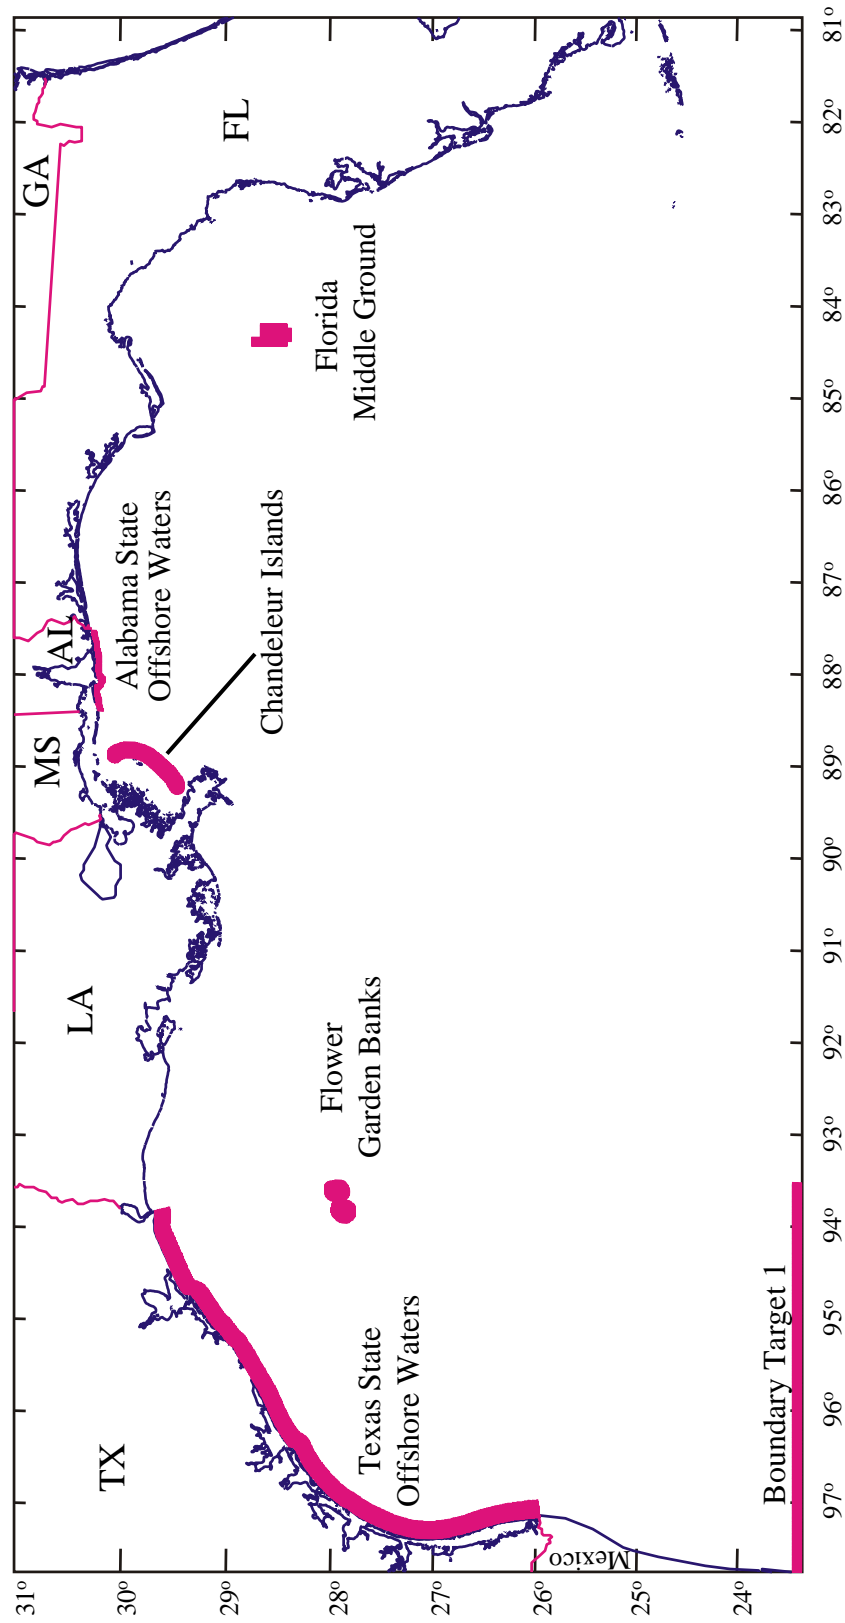 TX
LA
MS
AL
GA
FL
Mexico
Texas State
Offshore Waters
Flower
Garden Banks
Chandeleur Islands
Alabama State
Offshore Waters
Florida
Middle Ground
Boundary Target 1
31°
30°
29°
28°
27°
26°
25°
24°
97°
96°
95°
94°
93°
92°
91°
90°
89°
88°
87°
86°
85°
84°
83°
82°
81°